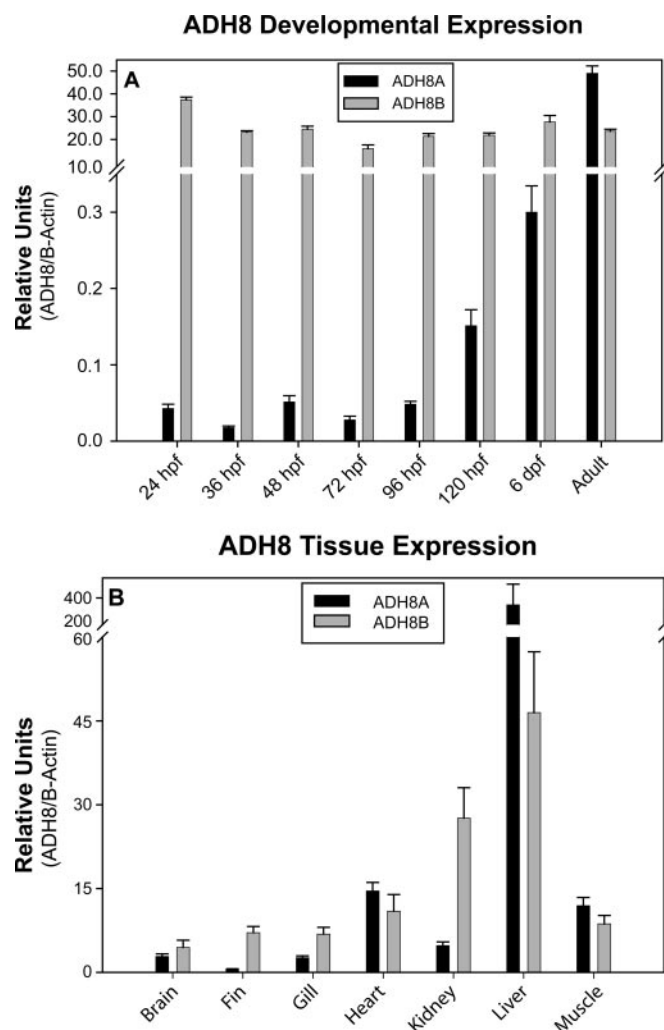 ADH8 Developmental Expression
A
ADH8A
ADH8B
50.0
40.0
30.0
20.0
10.0
0.3
0.2
0.1
0.0
Relative Units
(ADH8/B-Actin)
24 hpf
36 hpf
48 hpf
72 hpf
96 hpf
120 hpf
6 dpf
Adult
ADH8 Tissue Expression
B
ADH8A
ADH8B
400
200
60
45
30
15
0
Relative Units
(ADH8/B-Actin)
Brain
Fin
Gill
Heart
Kidney
Liver
Muscle